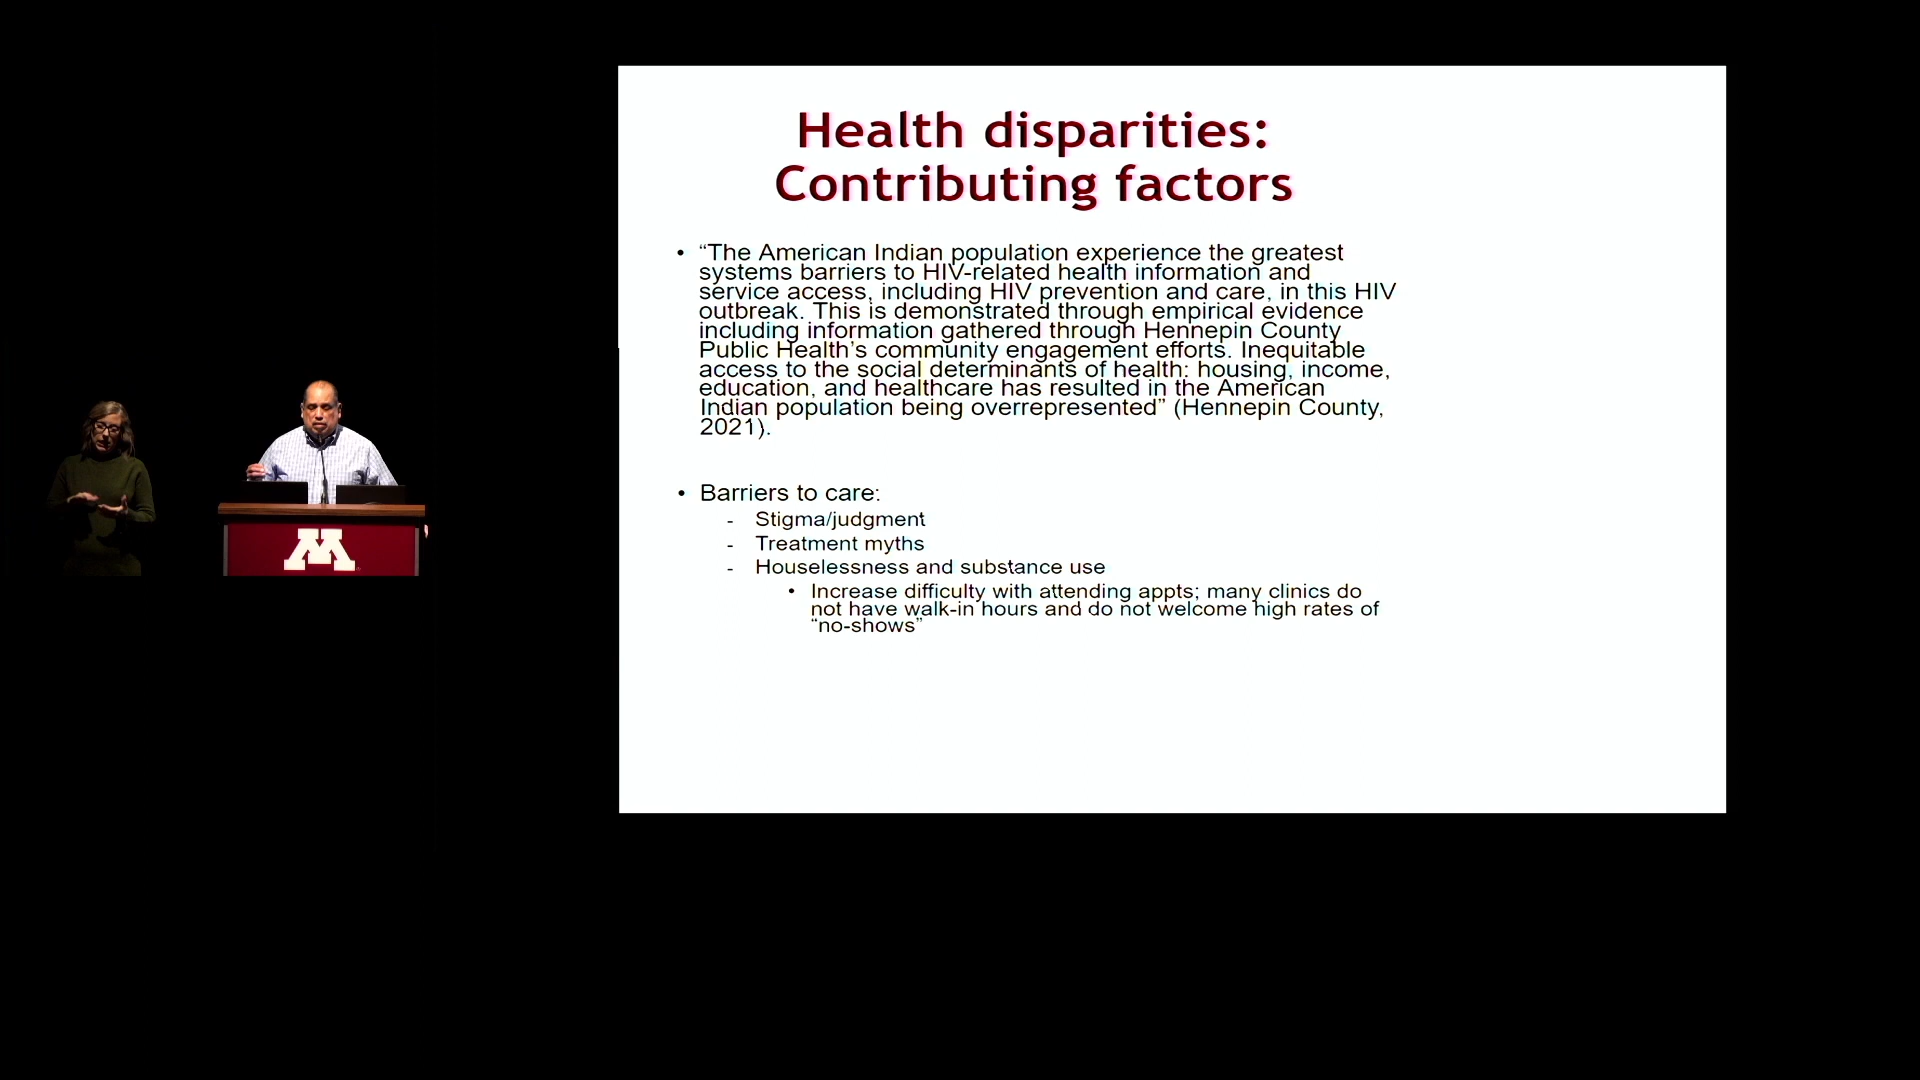 Health disparities:
Contributing factors
• “The American Indian population experience the greatest
systems barriers to HIV-related health information and
service access, including HIV prevention and care, in this HIV
outbreak. This is demonstrated through empirical evidence
including information gathered through Hennepin County
Public Health’s community engagement efforts. Inequitable
access to the social determinants of health: housing, income,
education, and healthcare has resulted in the American
Indian population being overrepresented” (Hennepin County,
2021).
• Barriers to care:
- Stigma/judgment
- Treatment myths
- Houselessness and substance use
• Increase difficulty with attending appts; many clinics do
not have walk-in hours and do not welcome high rates of
“no-shows”
M